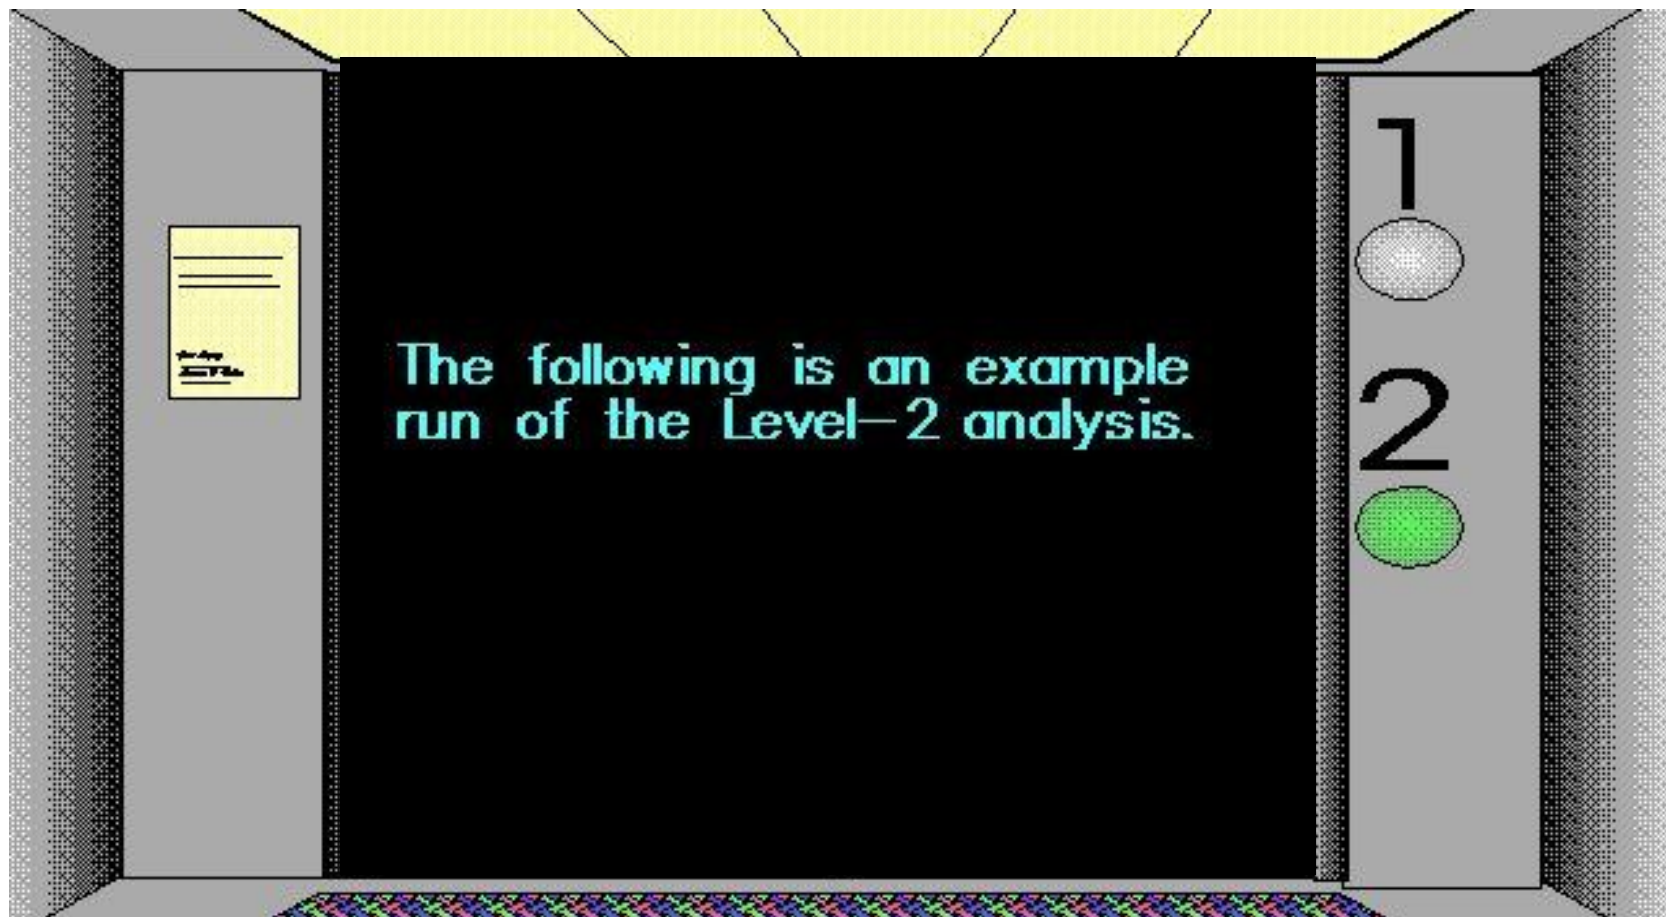 The following is an example
run of the Level-2 analysis.
1
2